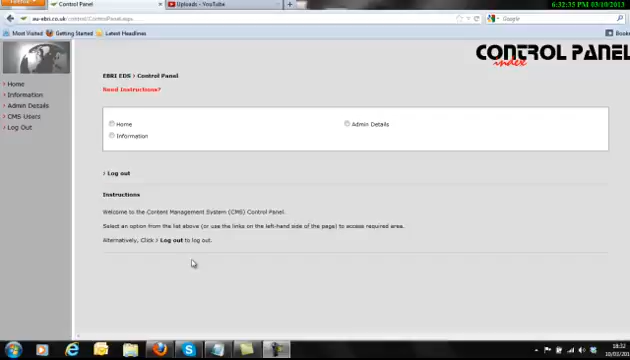 6:32:35 PM 03/10/2013
Control Panel
Uploads - YouTube
Google
Most Visited
Getting Started
Latest Headlines
CONTROL PANEL
index
Home
Information
Admin Details
CMS Users
Log Out
EBRI EDS > Control Panel
Need Instructions?
Home
Admin Details
Information
Log out
Instructions
Welcome to the Content Management System (CMS) Control Panel.
Select an option from the list above (or use the links on the left-hand side of the page) to access required area.
Alternatively, Click > Log out to log out.
18:32